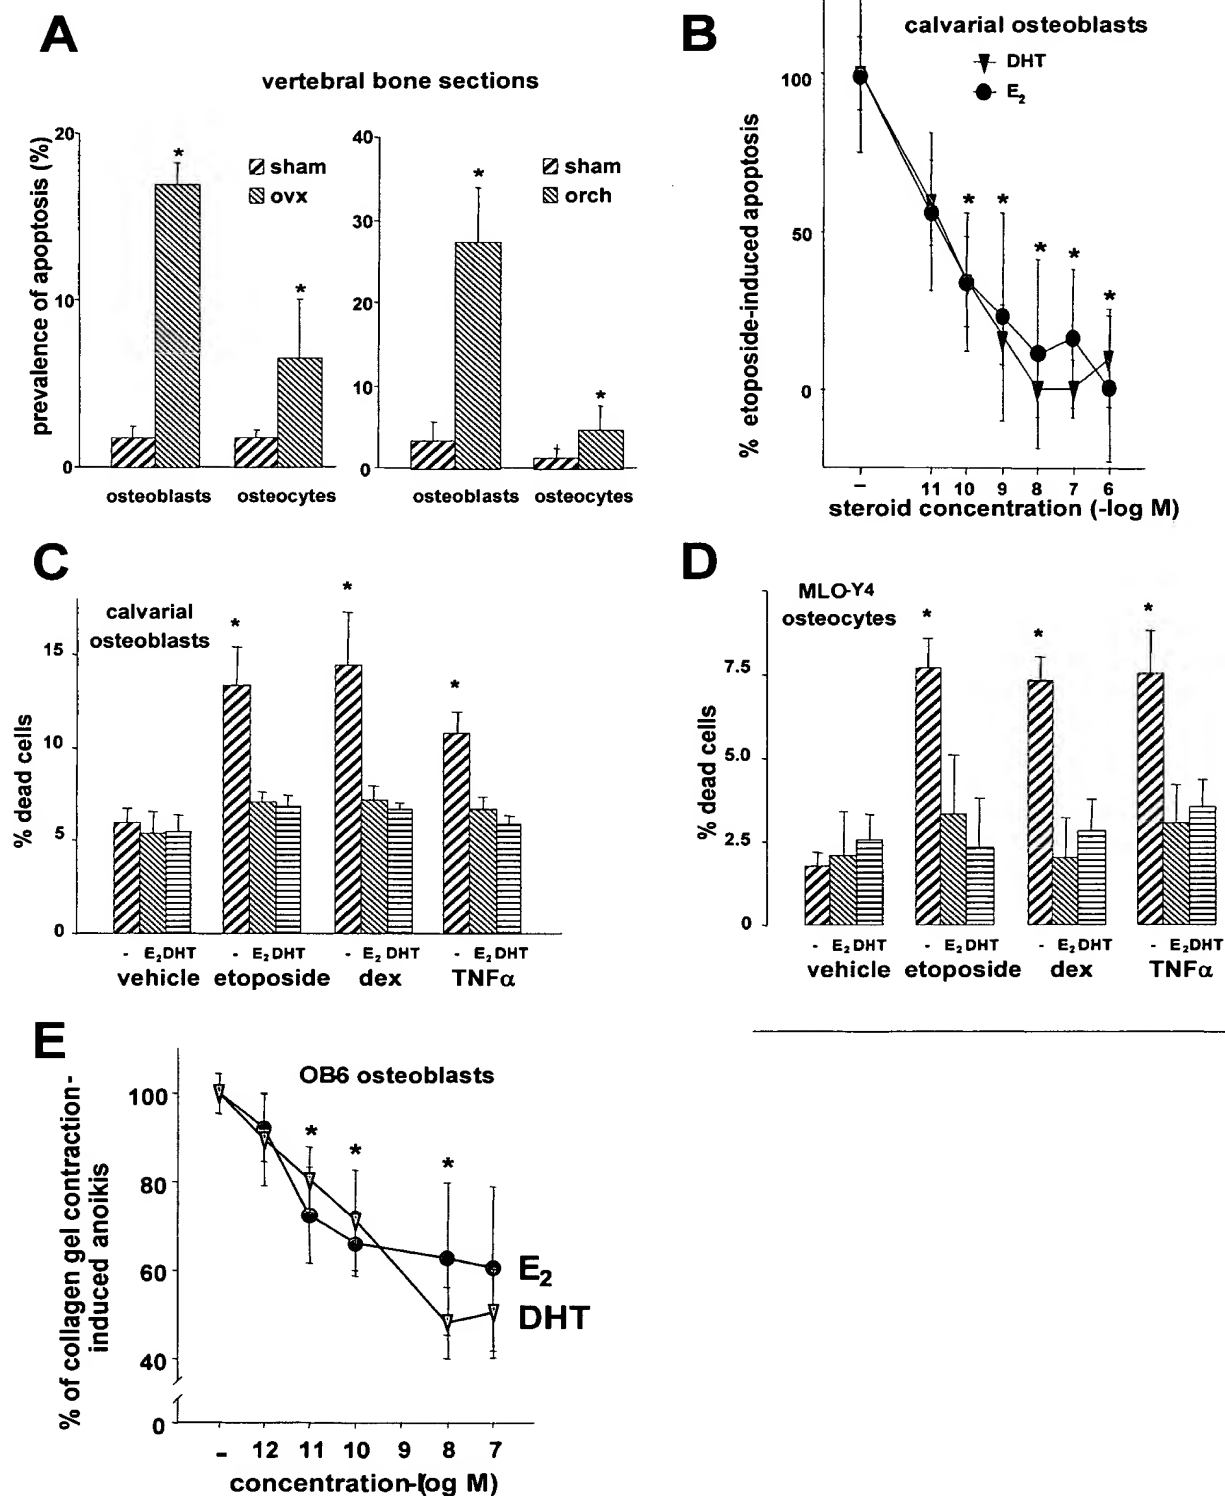 A
vertebral bone sections
prevalence of apoptosis (%)
20
10
0
*
*
sham
ovx
osteoblasts
osteocytes
40
30
20
10
0
*
*
sham
orch
osteoblasts
osteocytes
B
calvarial osteoblasts
DHT
E2
% etoposide-induced apoptosis
100
50
0
* * * * *
– 11 10 9 8 7 6
steroid concentration (-log M)
C
calvarial
osteoblasts
% dead cells
15
10
5
0
* * *
- E2 DHT - E2 DHT - E2 DHT - E2 DHT
vehicle etoposide dex TNFα
D
MLO-Y4
osteocytes
% dead cells
7.5
5.0
2.5
0
* * *
- E2 DHT - E2 DHT - E2 DHT - E2 DHT
vehicle etoposide dex TNFα
E
OB6 osteoblasts
% of collagen gel contraction-
induced anoikis
100
80
60
40
0
* * *
E2
DHT
– 12 11 10 9 8 7
concentration-(log M)